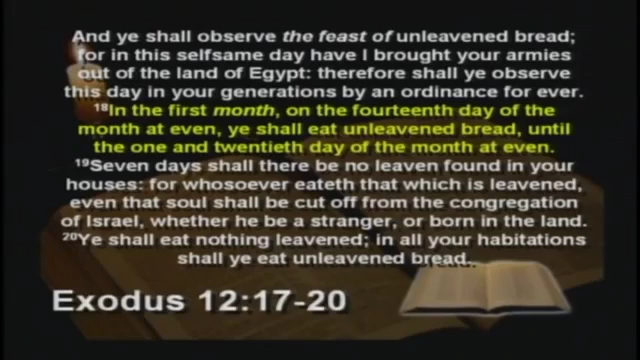 And ye shall observe the feast of unleavened bread;
for in this selfsame day have I brought your armies
out of the land of Egypt: therefore shall ye observe
this day in your generations by an ordinance for ever.
¹⁸In the first month, on the fourteenth day of the
month at even, ye shall eat unleavened bread, until
the one and twentieth day of the month at even.
¹⁹Seven days shall there be no leaven found in your
houses: for whosoever eateth that which is leavened,
even that soul shall be cut off from the congregation
of Israel, whether he be a stranger, or born in the land.
²⁰Ye shall eat nothing leavened; in all your habitations
shall ye eat unleavened bread.
Exodus 12:17-20